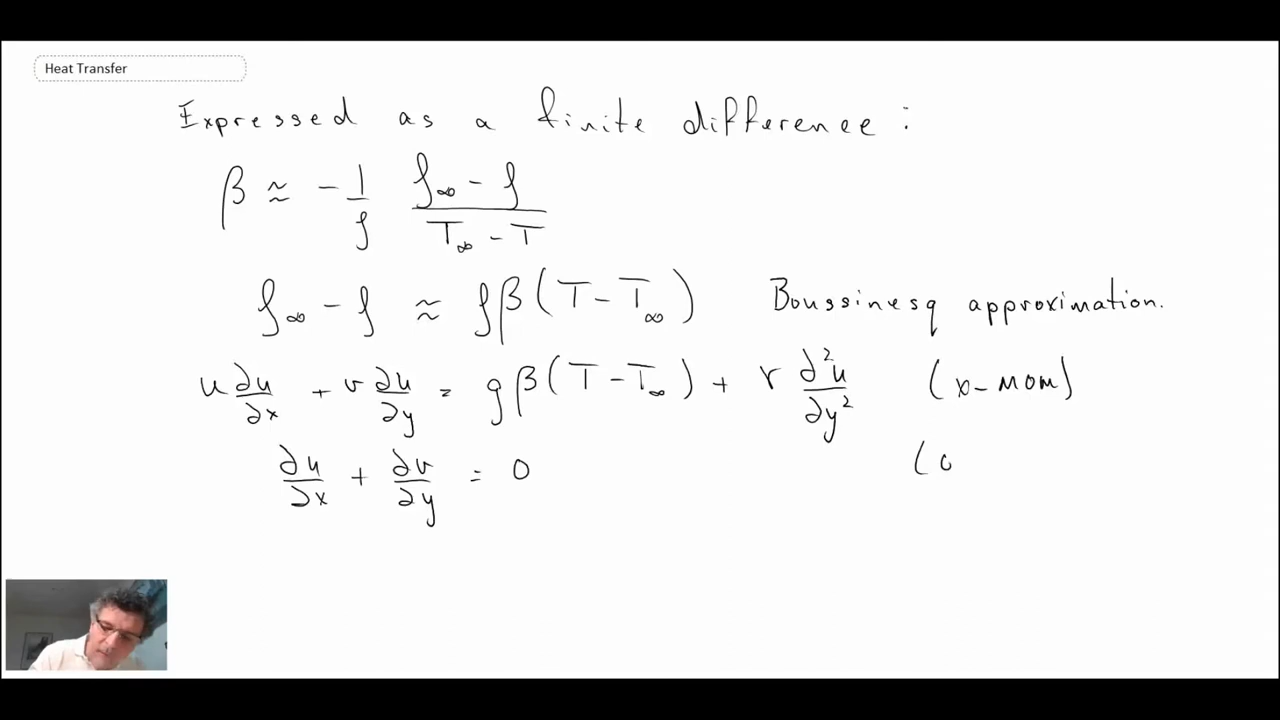 Heat Transfer
Expressed as a finite difference :
β ≈ - 1/ρ (ρ∞ - ρ)/(T∞ - T)
ρ∞ - ρ ≈ ρβ(T - T∞) Boussinesq approximation.
u ∂u/∂x + v ∂u/∂y = gβ(T - T∞) + ν ∂²u/∂y² (x-mom)
∂u/∂x + ∂v/∂y = 0 (c